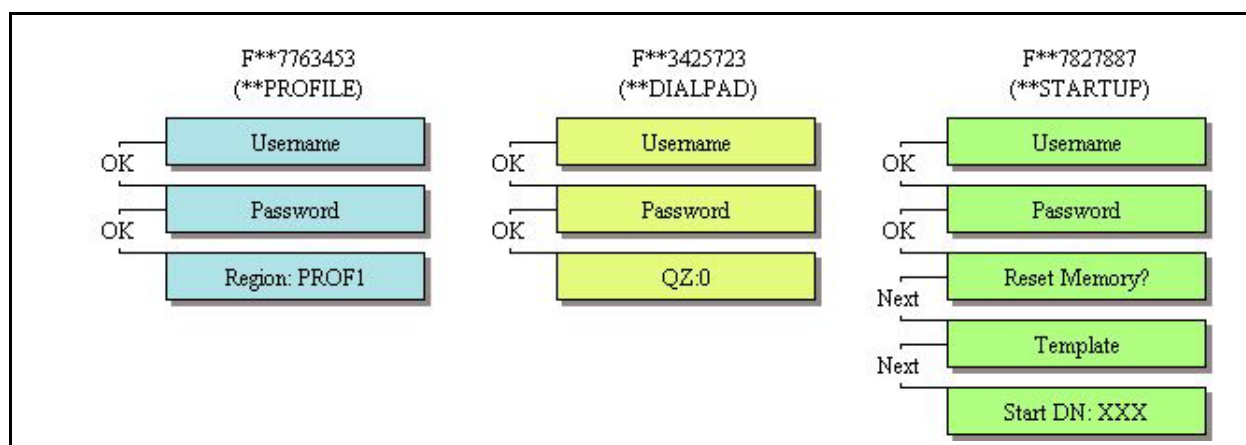 F**7763453
(**PROFILE)
Username
OK
Password
OK
Region: PROF1
F**3425723
(**DIALPAD)
Username
OK
Password
OK
QZ:0
F**7827887
(**STARTUP)
Username
OK
Password
OK
Reset Memory?
Next
Template
Next
Start DN: XXX